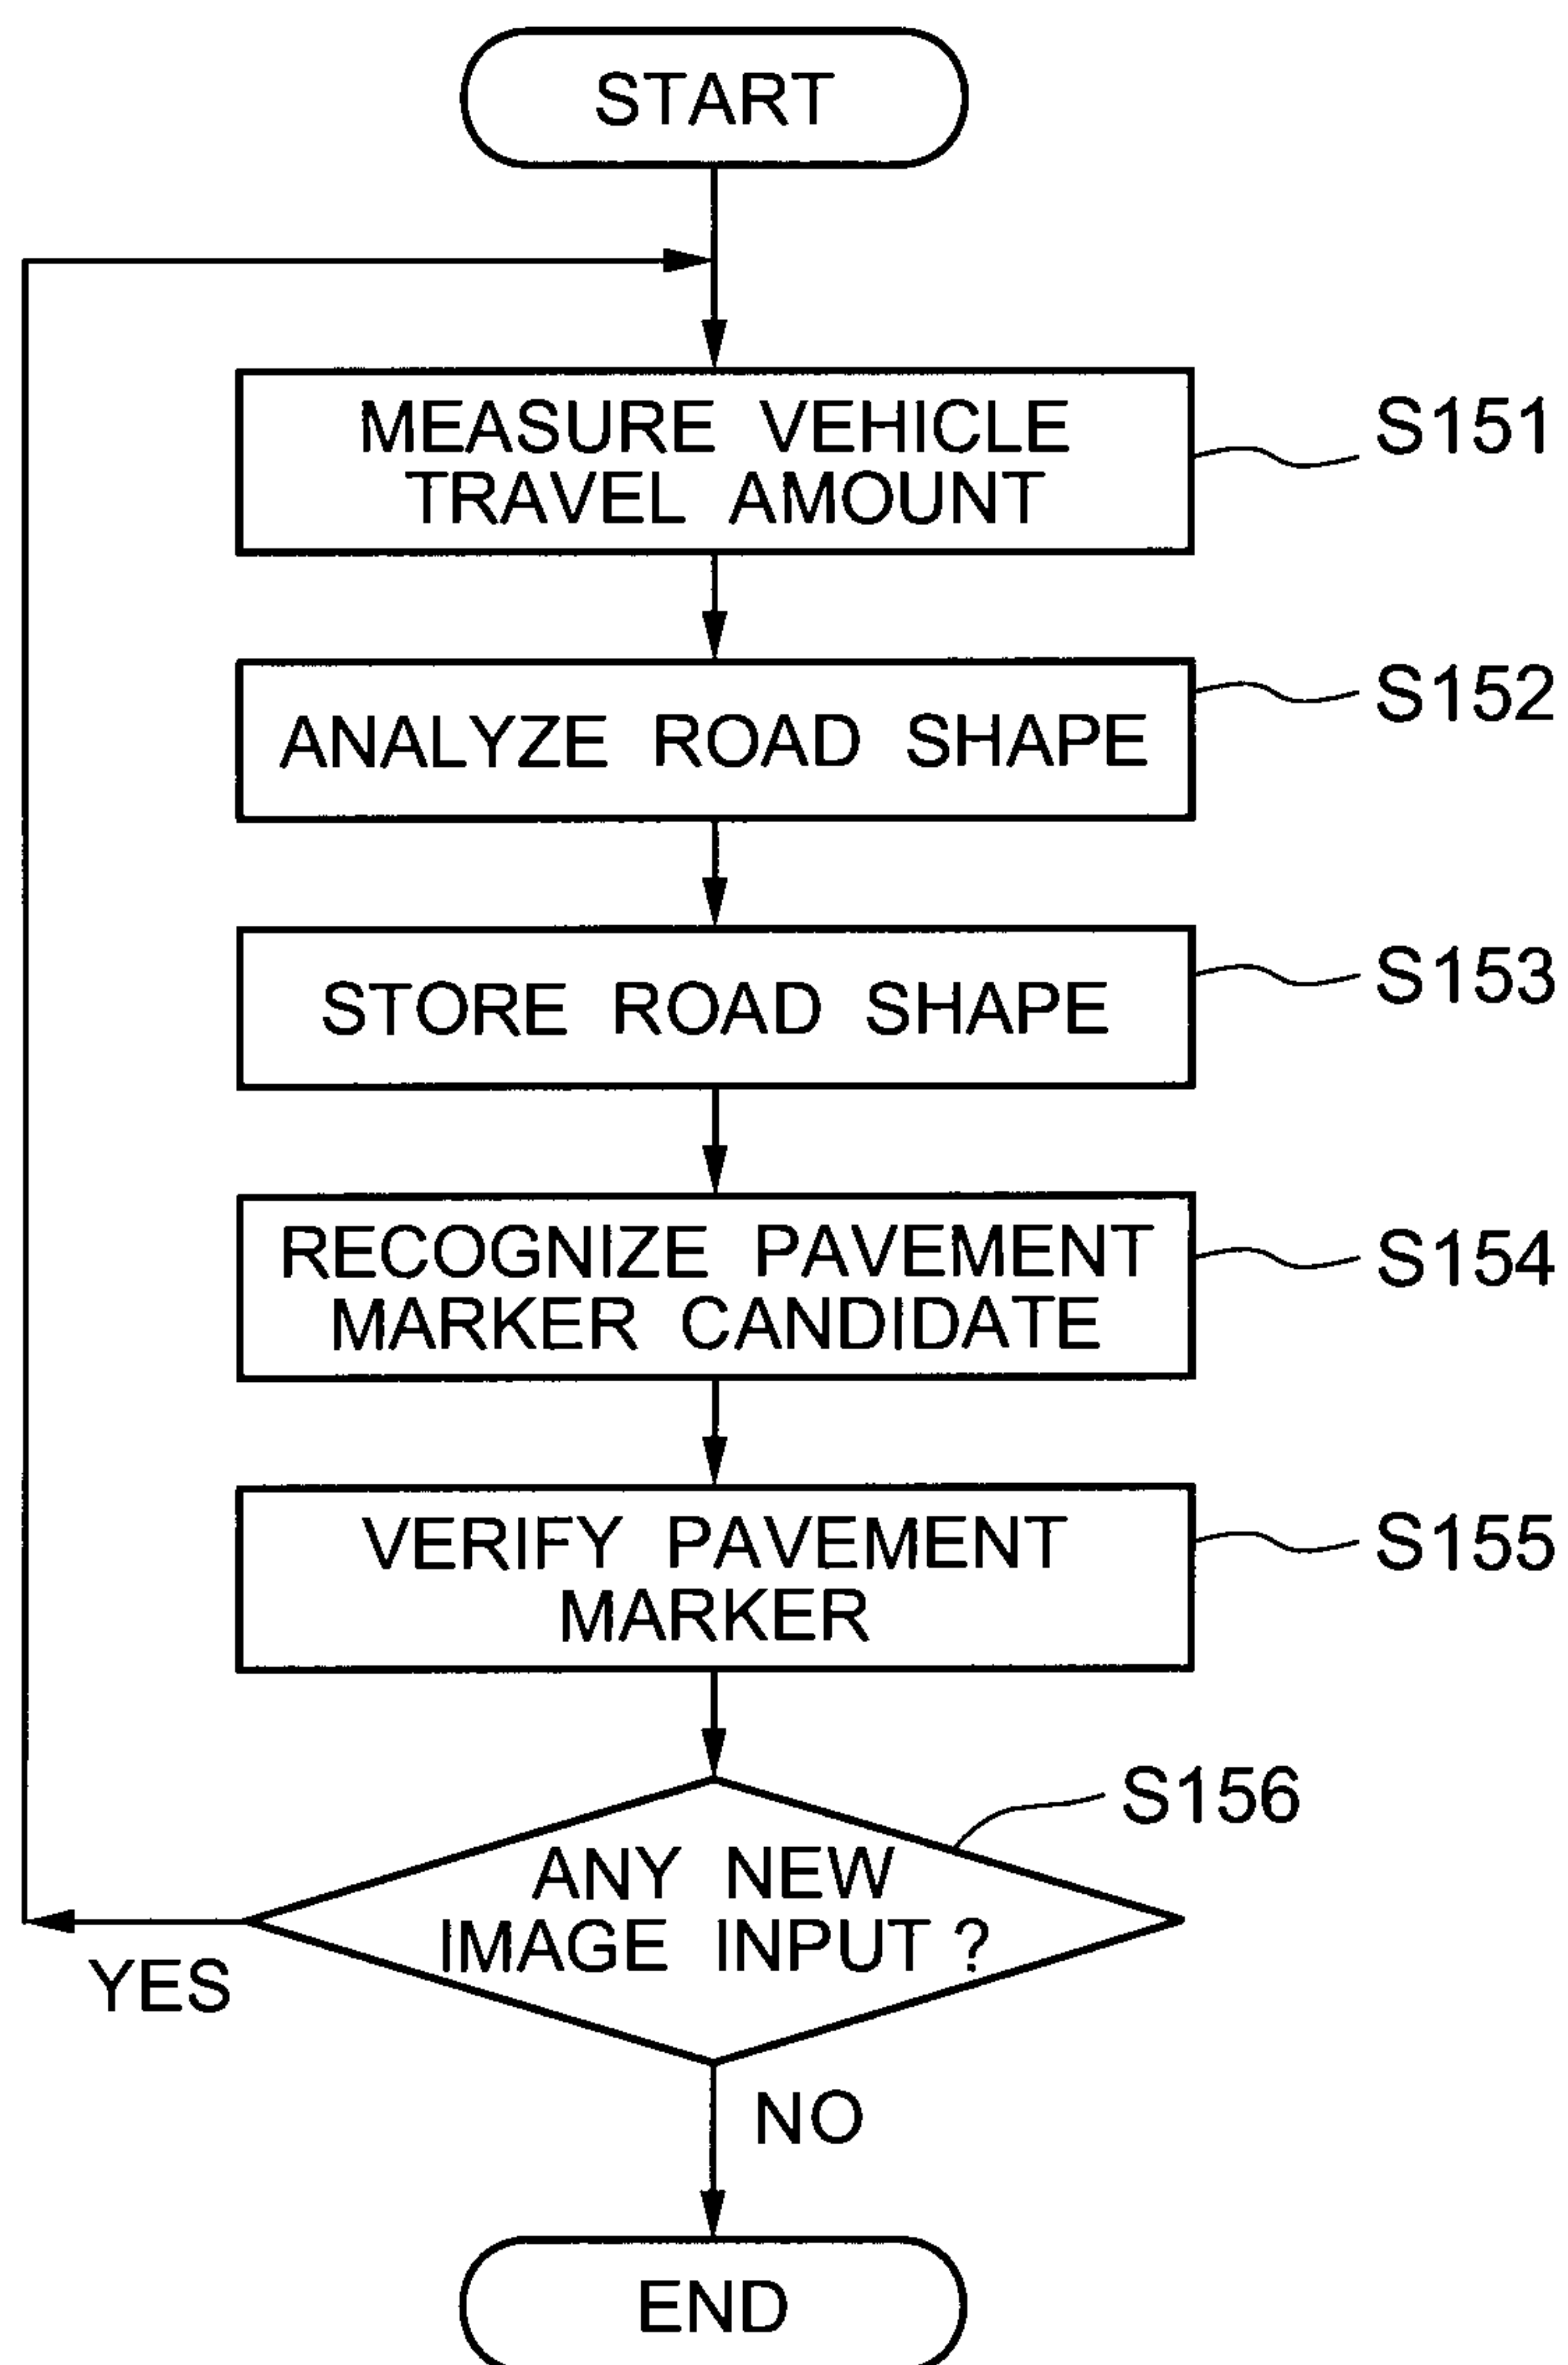 START
MEASURE VEHICLE
TRAVEL AMOUNT
S151
ANALYZE ROAD SHAPE
S152
STORE ROAD SHAPE
S153
RECOGNIZE PAVEMENT
MARKER CANDIDATE
S154
VERIFY PAVEMENT
MARKER
S155
S156
ANY NEW
IMAGE INPUT ?
YES
NO
END